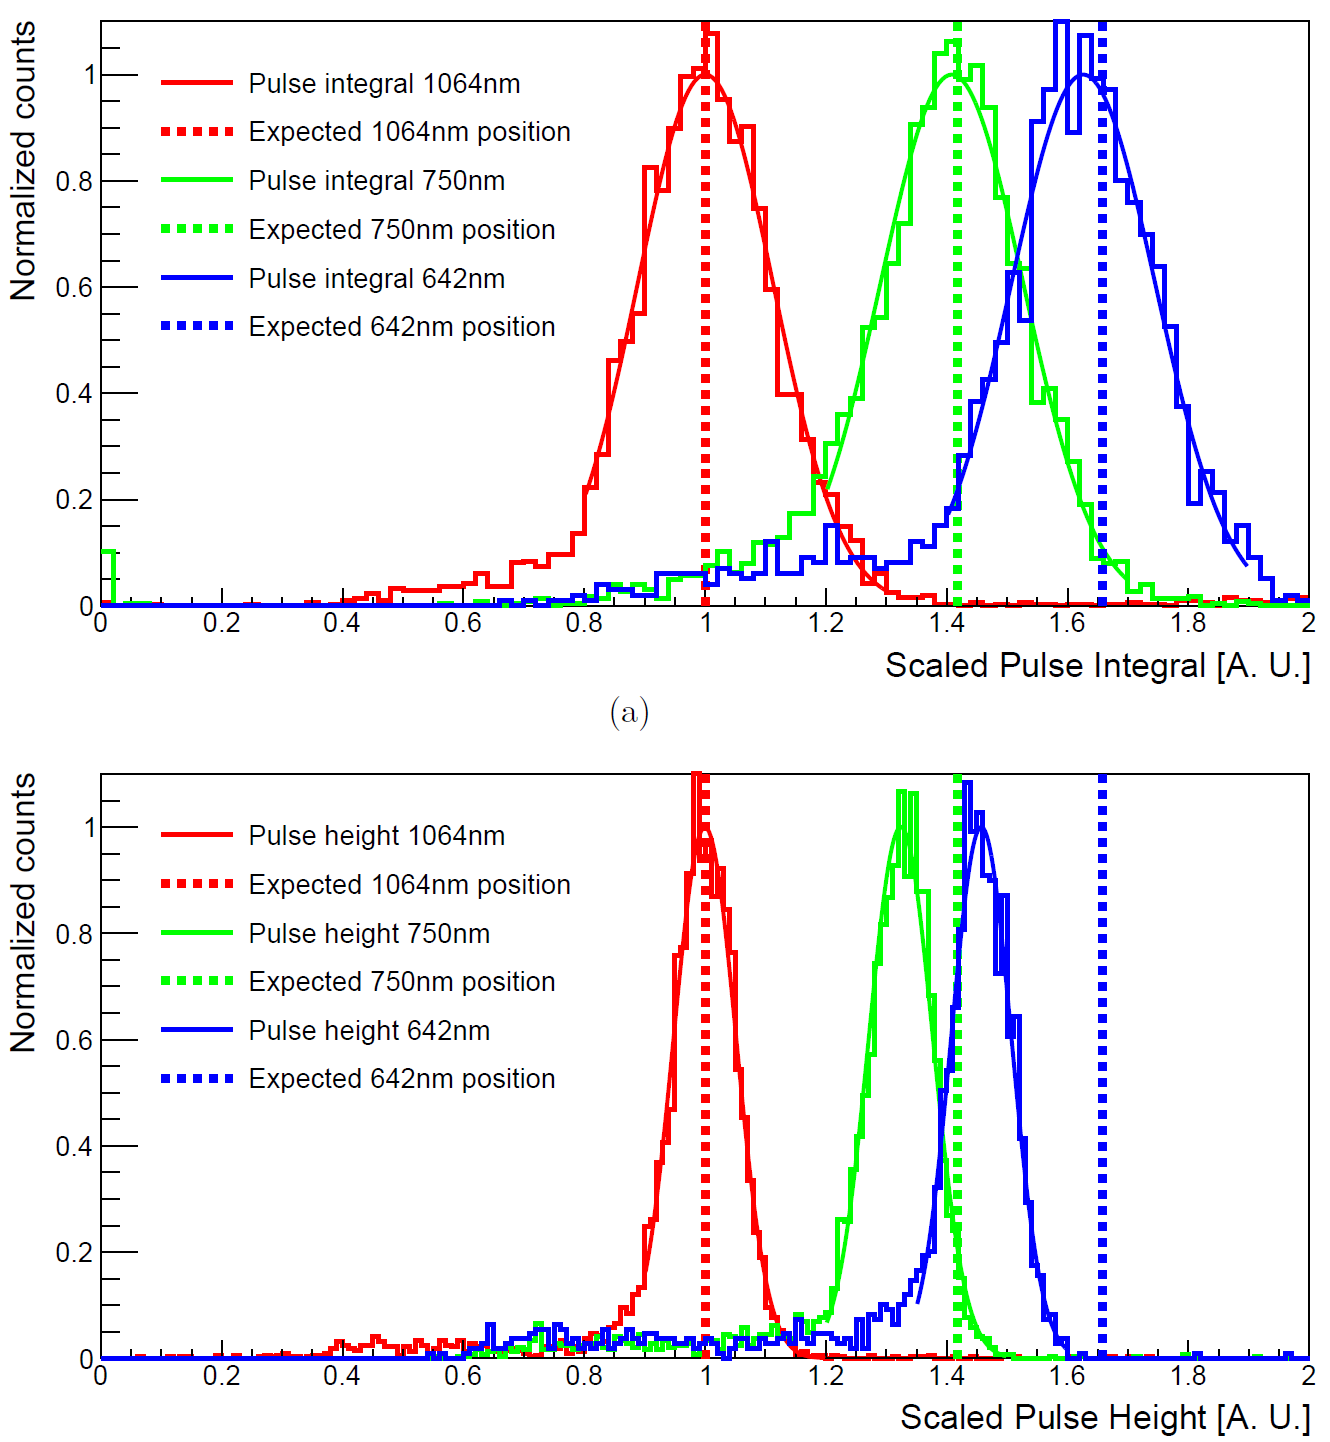 Normalized counts
1
0.8
0.6
0.4
0.2
0
Pulse integral 1064nm
Expected 1064nm position
Pulse integral 750nm
Expected 750nm position
Pulse integral 642nm
Expected 642nm position
0 0.2 0.4 0.6 0.8 1 1.2 1.4 1.6 1.8 2
Scaled Pulse Integral [A. U.]
(a)
Normalized counts
1
0.8
0.6
0.4
0.2
0
Pulse height 1064nm
Expected 1064nm position
Pulse height 750nm
Expected 750nm position
Pulse height 642nm
Expected 642nm position
0 0.2 0.4 0.6 0.8 1 1.2 1.4 1.6 1.8 2
Scaled Pulse Height [A. U.]